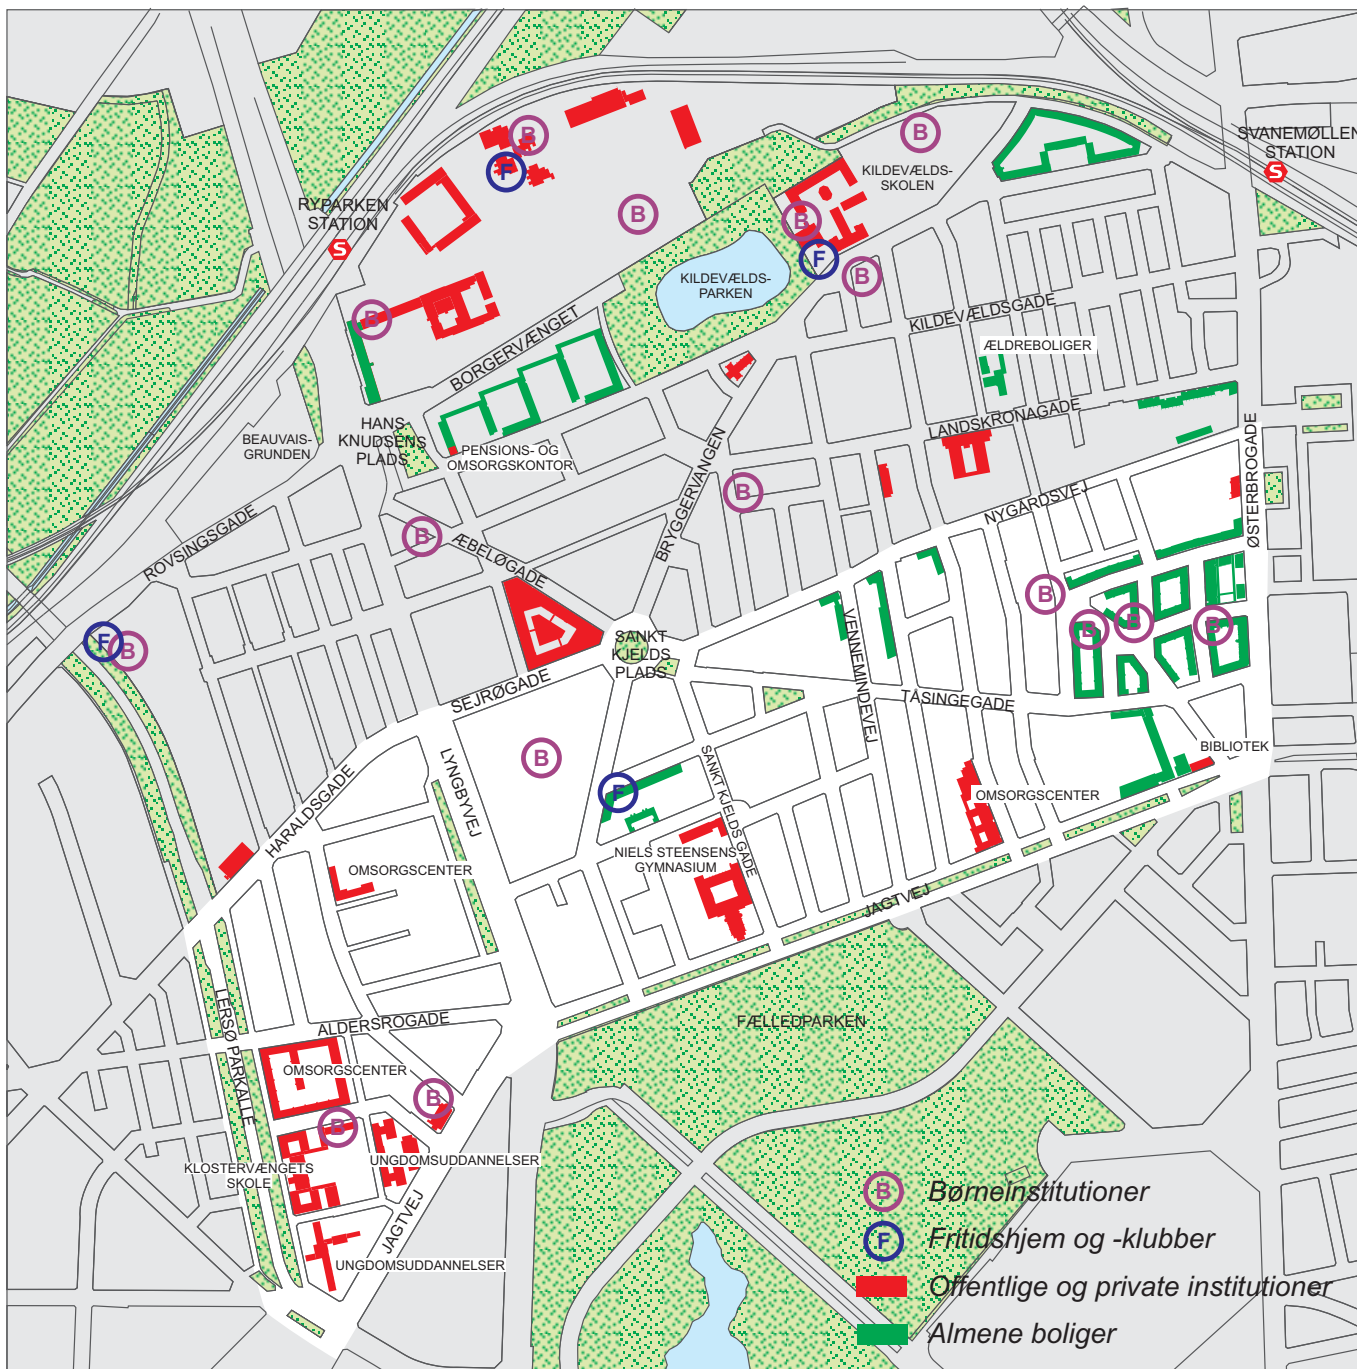 SVANEMØLLEN
STATION
S
B
B
F
KILDEVÆLDS-
SKOLEN
RYPARKEN
STATION
S
B
B
F
B
KILDEVÆLDS-
PARKEN
B
KILDEVÆLDSGADE
BORGERVÆNGET
ÆLDREBOLIGER
LANDSKRONAGADE
HANS
KNUDSENS
PLADS
BEAUVAIS-
GRUNDEN
PENSIONS- OG
OMSORGSKONTOR
BRYGGERVANGEN
B
NYGÅRDSVEJ
ØSTERBROGADE
ROVSINGSGADE
B
ÆBELØGADE
B
B
B
B
F
B
SANKT
KJELDS
PLADS
VENNEMINDEVEJ
SEJRØGADE
TÅSINGEGADE
LYNGBYVEJ
B
F
SANKT KJELDS GADE
BIBLIOTEK
OMSORGSCENTER
HARALDSGADE
OMSORGSCENTER
NIELS STEENSENS
GYMNASIUM
JAGTVEJ
LERSØ PARKALLE
ALDERSROGADE
FÆLLEDPARKEN
OMSORGSCENTER
B
B
KLOSTERVÆNGETS
SKOLE
UNGDOMSUDDANNELSER
JAGTVEJ
UNGDOMSUDDANNELSER
B Børneinstitutioner
F Fritidshjem og -klubber
Offentlige og private institutioner
Almene boliger